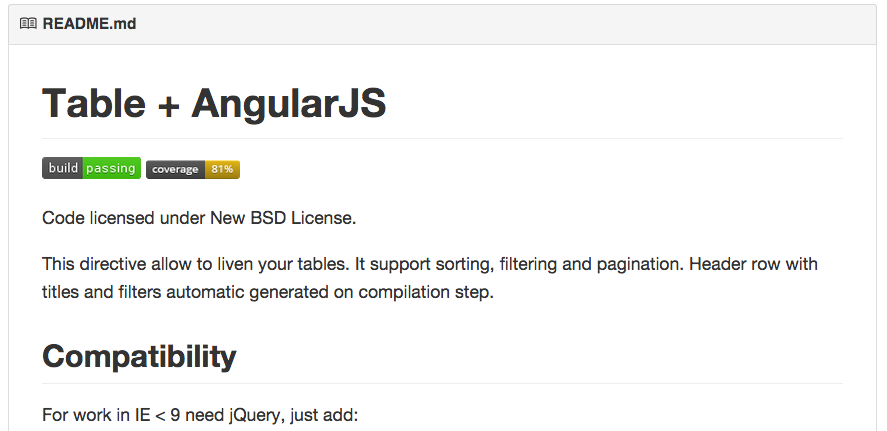 README.md
Table + AngularJS
build passing coverage 81%
Code licensed under New BSD License.
This directive allow to liven your tables. It support sorting, filtering and pagination. Header row with
titles and filters automatic generated on compilation step.
Compatibility
For work in IE < 9 need jQuery, just add: